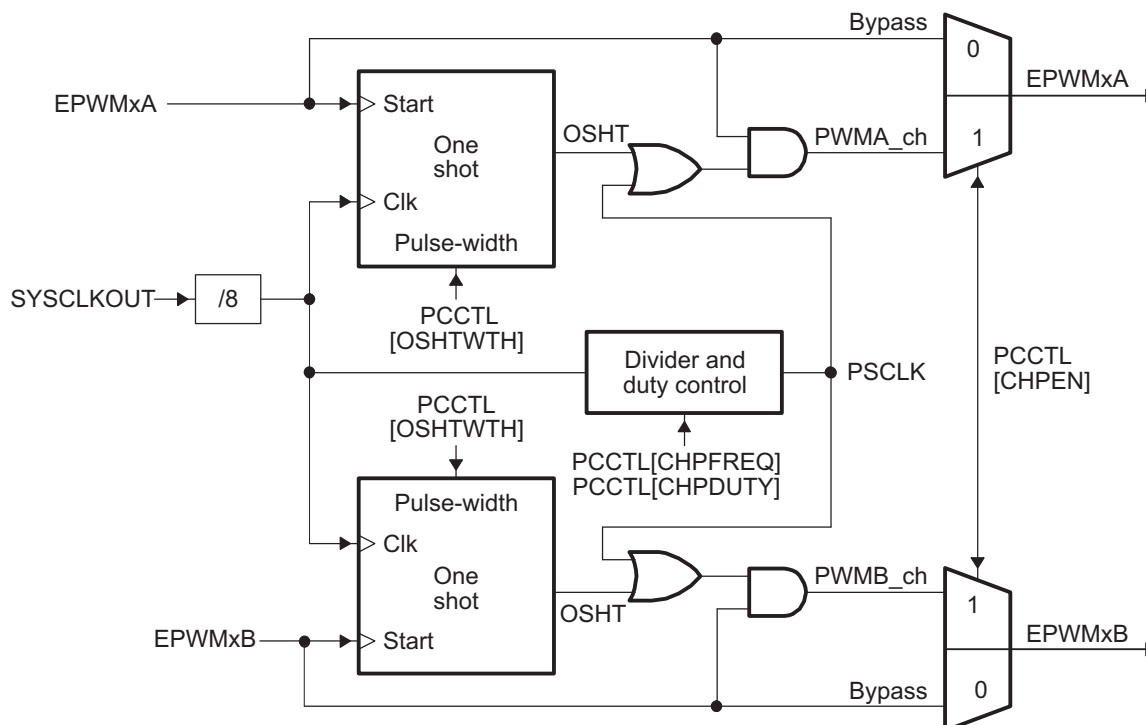 Bypass
0
EPWMxA
Start
EPWMxA
OSHT
PWMA_ch
1
One
shot
Clk
Pulse-width
SYSCLKOUT
/8
PCCTL
[OSHTWTH]
Divider and
duty control
PSCLK
PCCTL
[CHPEN]
PCCTL
[OSHTWTH]
PCCTL[CHPFREQ]
PCCTL[CHPDUTY]
Pulse-width
Clk
One
shot
OSHT
PWMB_ch
1
EPWMxB
Start
EPWMxB
Bypass
0